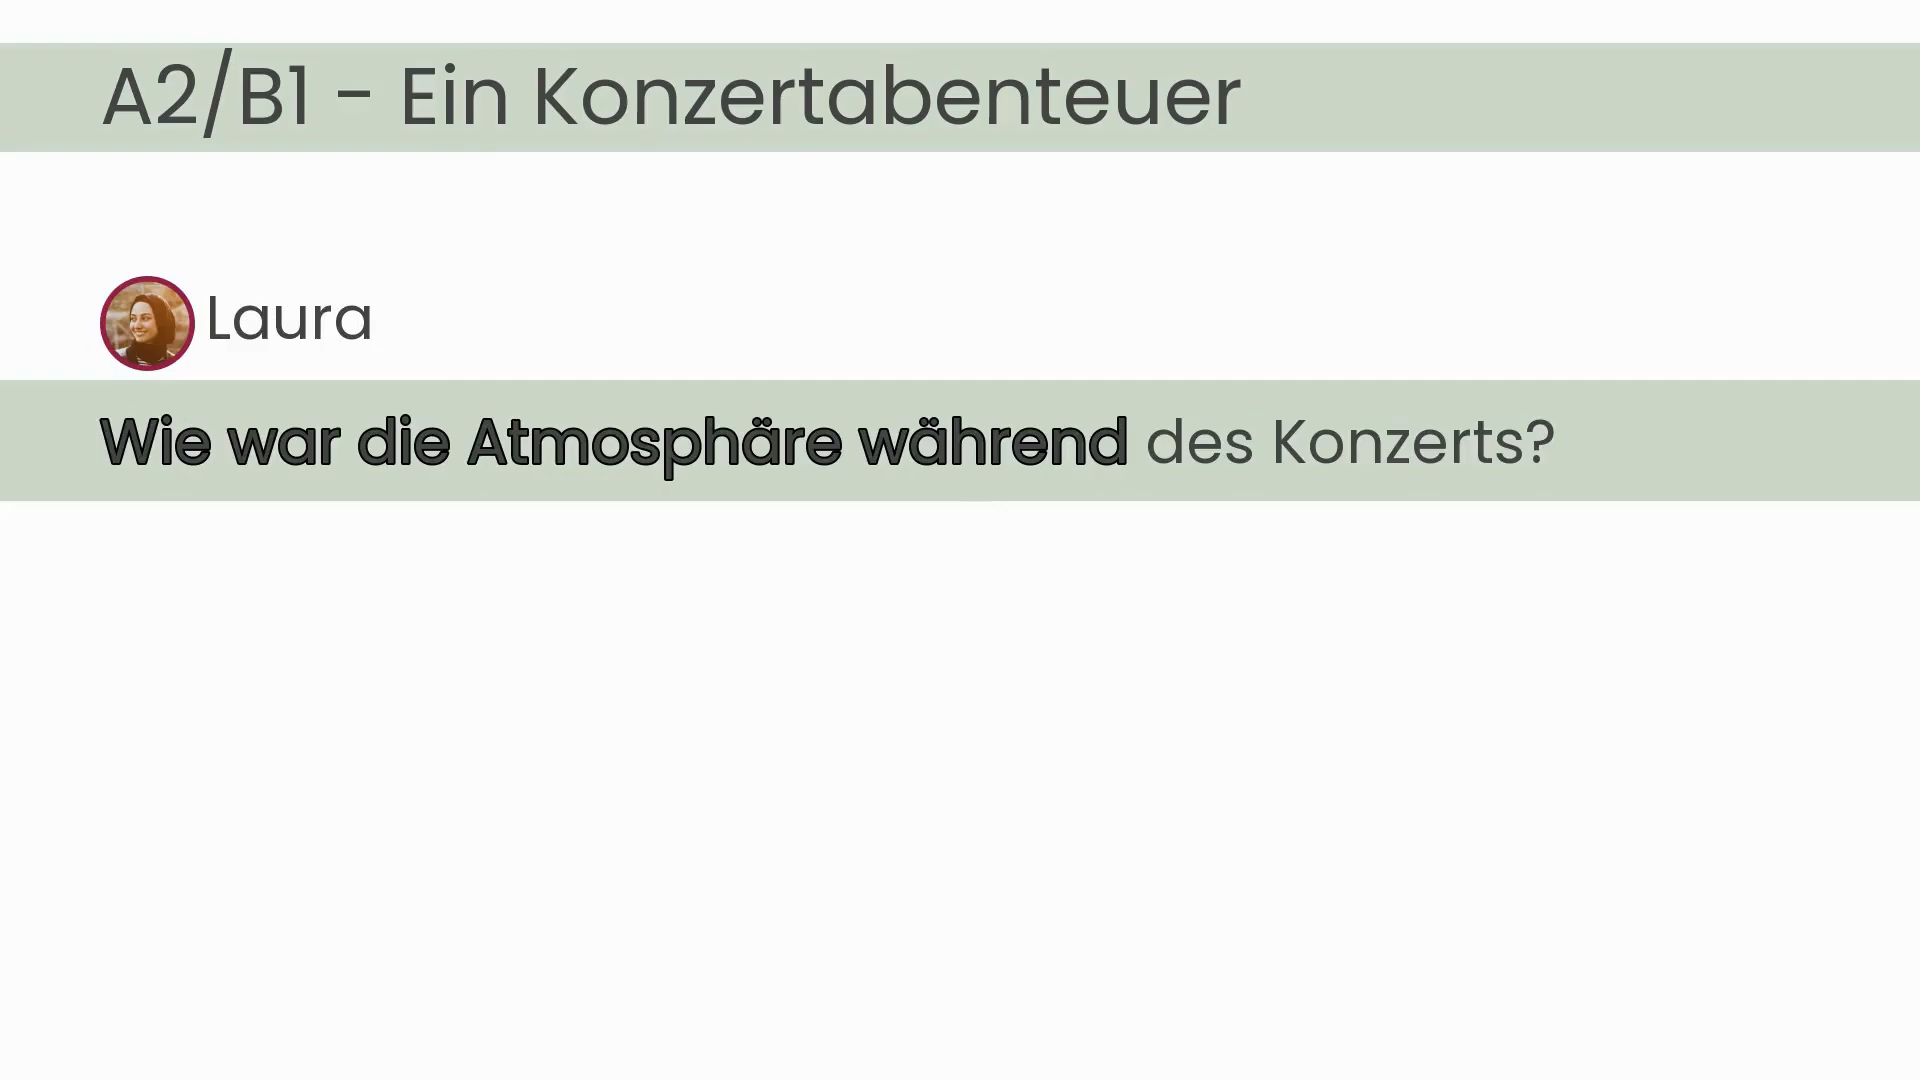 A2/B1 - Ein Konzertabenteuer
Laura
Wie war die Atmosphäre während des Konzerts?